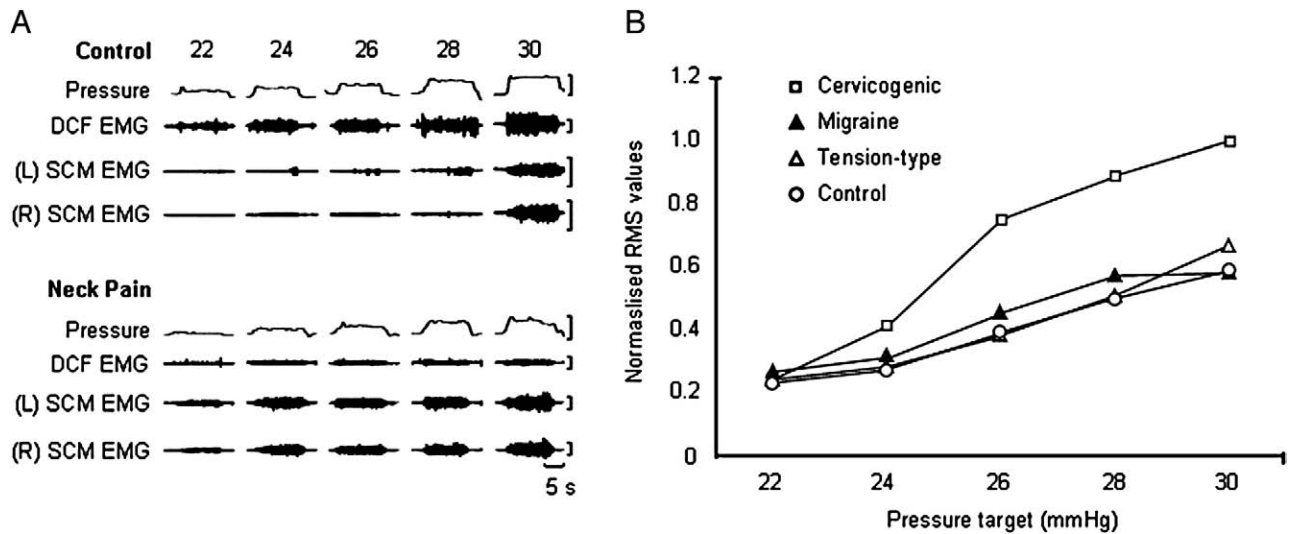 A
Control 22 24 26 28 30
Pressure
DCF EMG
(L) SCM EMG
(R) SCM EMG
Neck Pain
Pressure
DCF EMG
(L) SCM EMG
(R) SCM EMG
5 s
B
Normaslised RMS values
1.2
1.0
0.8
0.6
0.4
0.2
0
Cervicogenic
Migraine
Tension-type
Control
22 24 26 28 30
Pressure target (mmHg)